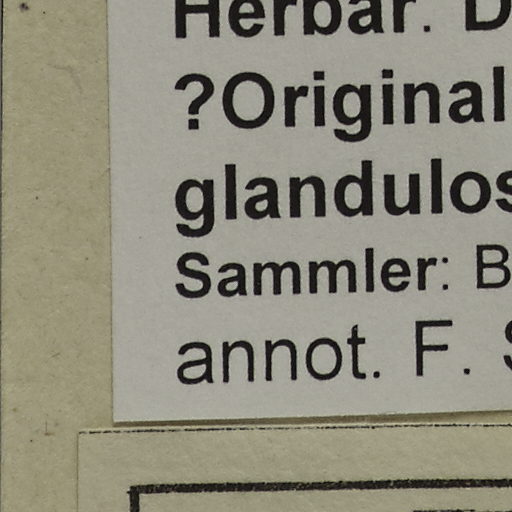 Herbar. D
?Original
glandulos
Sammler: B
annot. F. S